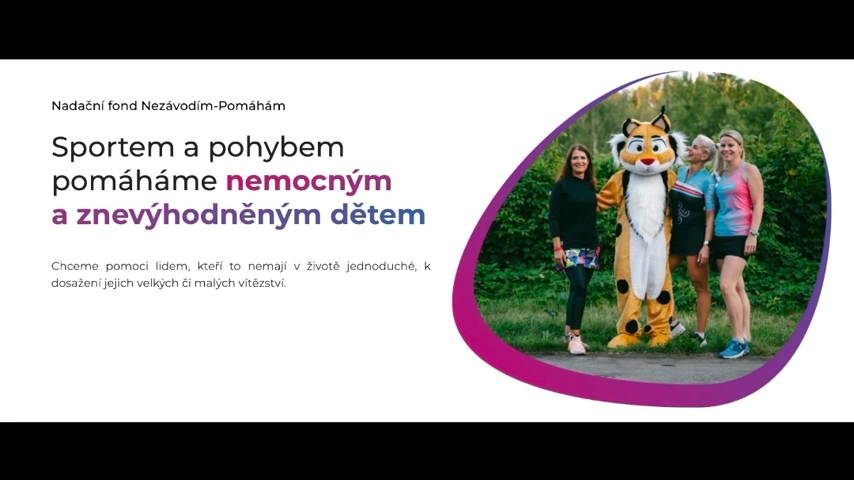 Nadační fond Nezávodím-Pomáhám
Sportem a pohybem
pomáháme nemocným
a znevýhodněným dětem
Chceme pomoci lidem, kteří to nemají v životě jednoduché, k
dosažení jejich velkých či malých vítězství.